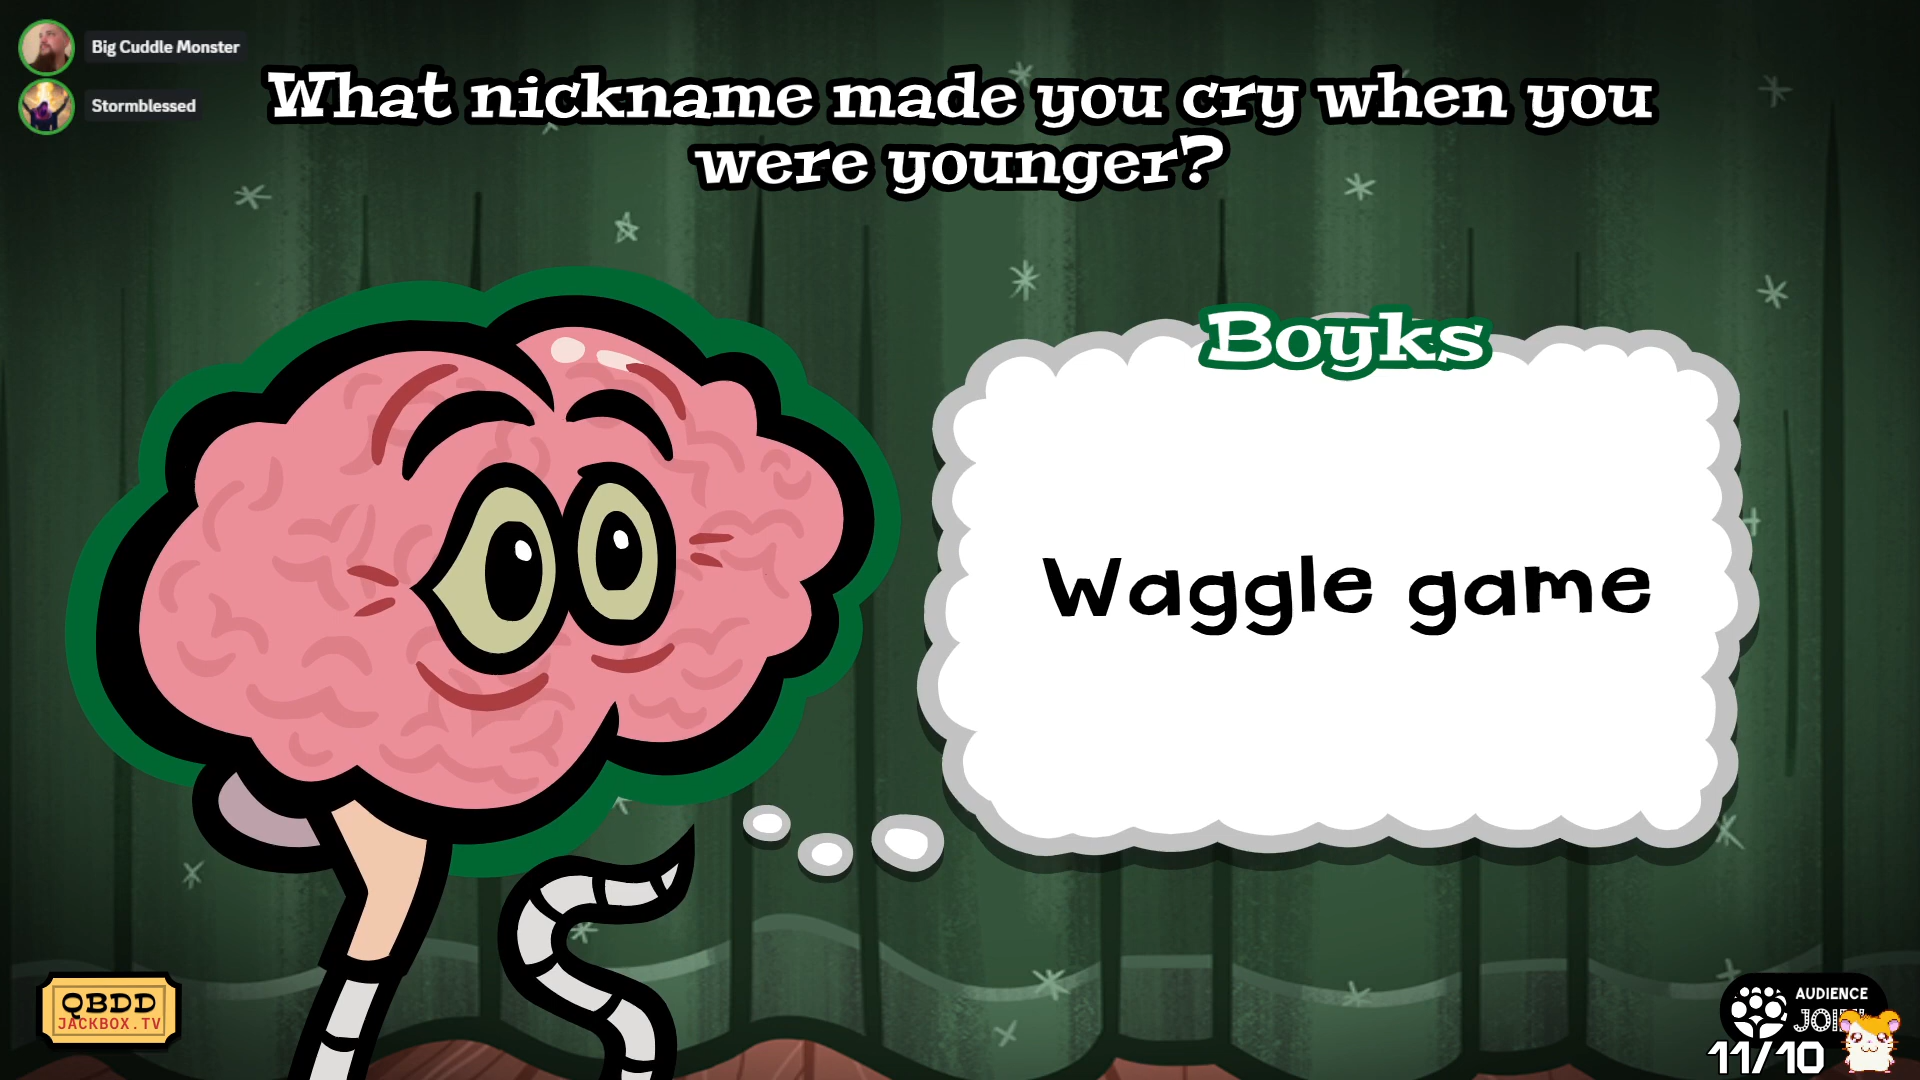 Big Cuddle Monster
Stormblessed
What nickname made you cry when you
were younger?
Boyks
Waggle game
QBDD
JACKBOX.TV
AUDIENCE
11/10